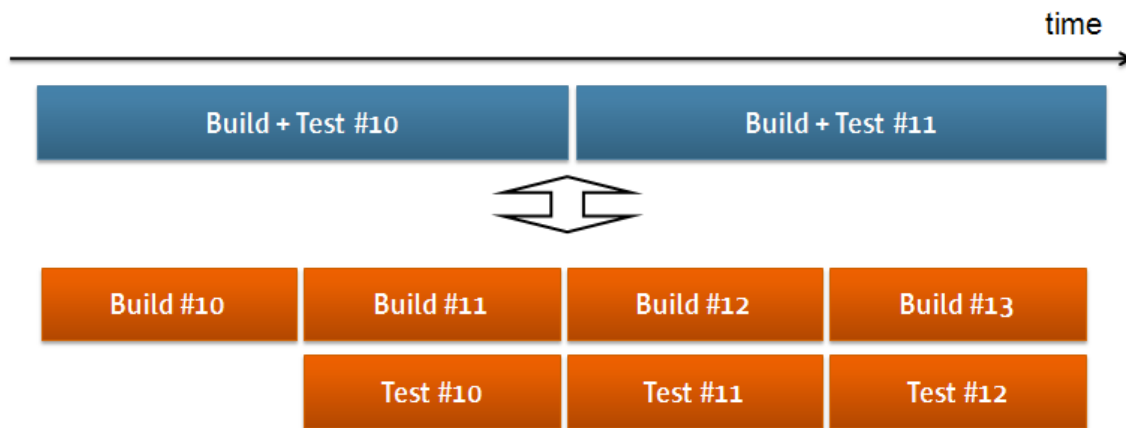 time
Build + Test #10 Build + Test #11
Build #10 Build #11 Build #12 Build #13
Test #10 Test #11 Test #12